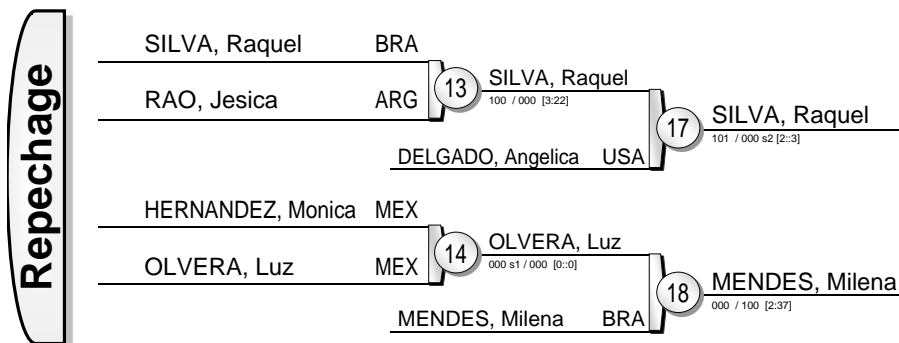 Repechage
SILVA, Raquel BRA
RAO, Jesica ARG
13
SILVA, Raquel
100 / 000 [3:22]
DELGADO, Angelica USA
17
SILVA, Raquel
101 / 000 s2 [2::3]
HERNANDEZ, Monica MEX
OLVERA, Luz MEX
14
OLVERA, Luz
000 s1 / 000 [0::0]
MENDES, Milena BRA
18
MENDES, Milena
000 / 100 [2:37]